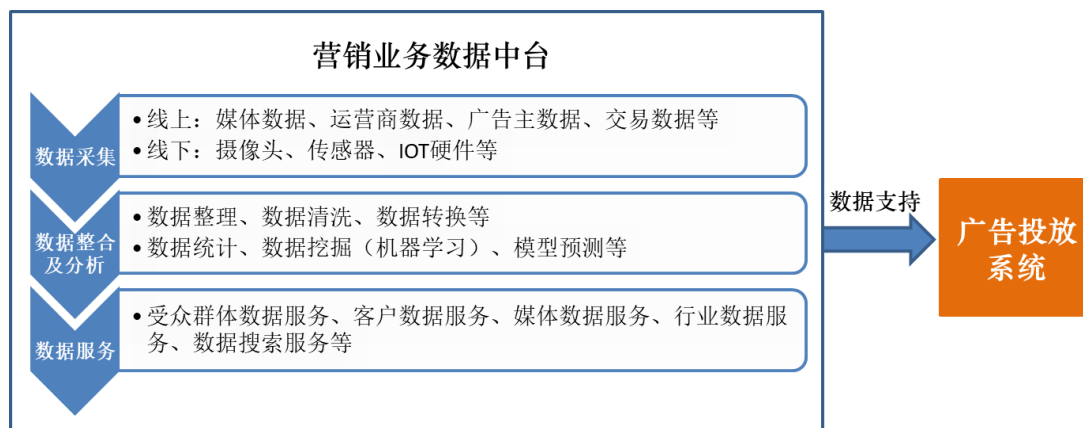 营销业务数据中台
数据采集
•线上：媒体数据、运营商数据、广告主数据、交易数据等
•线下：摄像头、传感器、IOT硬件等
数据整合
及分析
•数据整理、数据清洗、数据转换等
•数据统计、数据挖掘（机器学习）、模型预测等
数据服务
•受众群体数据服务、客户数据服务、媒体数据服务、行业数据服
务、数据搜索服务等
数据支持
广告投放
系统